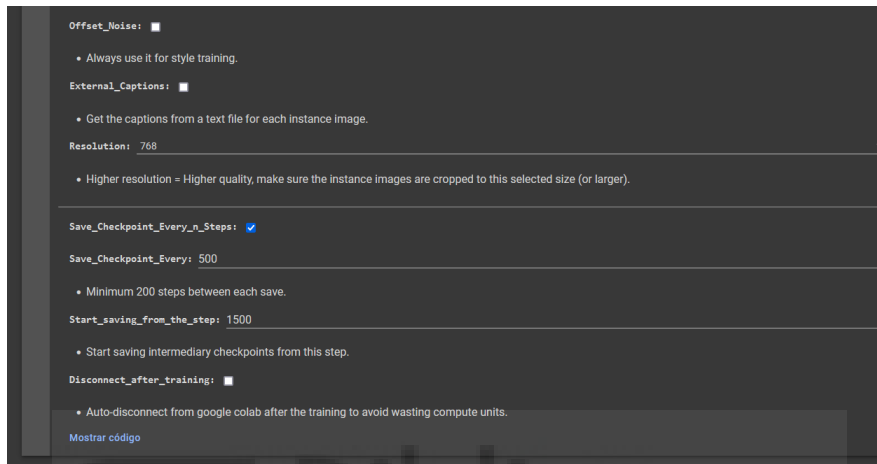 Offset_Noise:
• Always use it for style training.
External_Captions:
• Get the captions from a text file for each instance image.
Resolution: 768
• Higher resolution = Higher quality, make sure the instance images are cropped to this selected size (or larger).
Save_Checkpoint_Every_n_Steps:
Save_Checkpoint_Every: 500
• Minimum 200 steps between each save.
Start_saving_from_the_step: 1500
• Start saving intermediary checkpoints from this step.
Disconnect_after_training:
• Auto-disconnect from google colab after the training to avoid wasting compute units.
Mostrar código